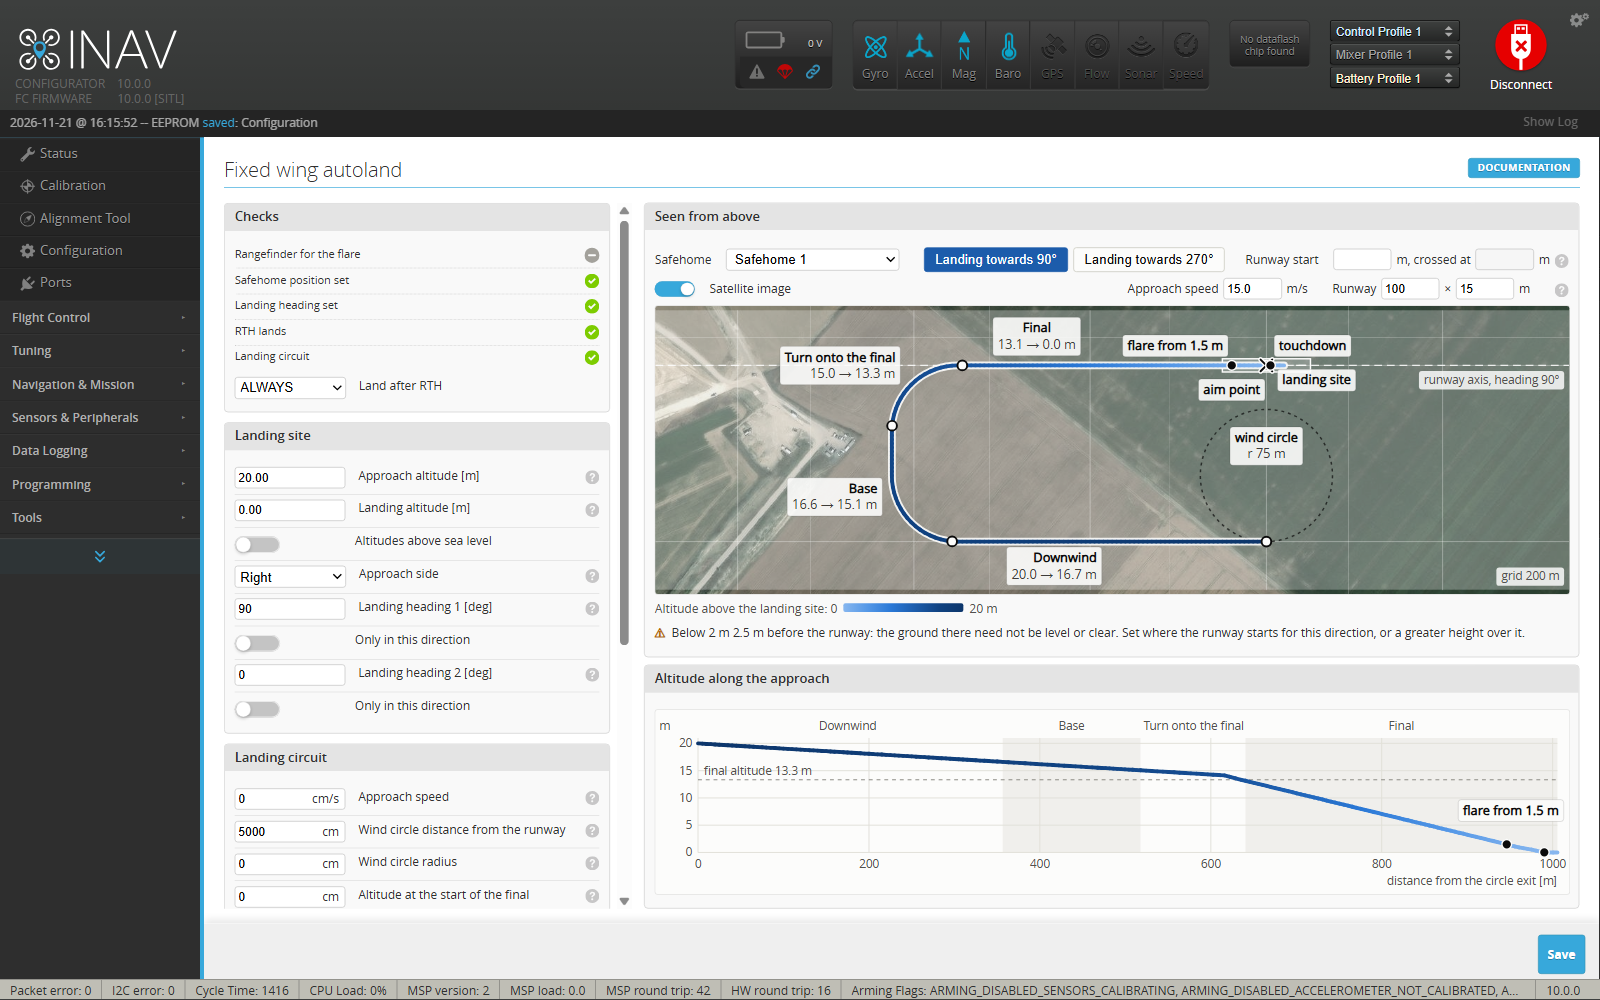 INAV
CONFIGURATOR 10.0.0
FC FIRMWARE 10.0.0 [SITL]
0 V
Gyro
Accel
Mag
Baro
GPS
Flow
Sonar
Speed
No dataflash
chip found
Control Profile 1
Mixer Profile 1
Battery Profile 1
Disconnect
2026-11-21 @ 16:15:52 -- EEPROM saved: Configuration
Show Log
Status
Calibration
Alignment Tool
Configuration
Ports
Flight Control
Tuning
Navigation & Mission
Sensors & Peripherals
Data Logging
Programming
Tools
Fixed wing autoland
DOCUMENTATION
Checks
Rangefinder for the flare
Safehome position set
Landing heading set
RTH lands
Landing circuit
ALWAYS Land after RTH
Landing site
20.00 Approach altitude [m] ?
0.00 Landing altitude [m] ?
Altitudes above sea level
Right Approach side ?
90 Landing heading 1 [deg] ?
Only in this direction
0 Landing heading 2 [deg] ?
Only in this direction
Landing circuit
0 cm/s Approach speed ?
5000 cm Wind circle distance from the runway ?
0 cm Wind circle radius ?
0 cm Altitude at the start of the final ?
Seen from above
Safehome Safehome 1 Landing towards 90° Landing towards 270° Runway start m, crossed at m ?
Satellite image Approach speed 15.0 m/s Runway 100 × 15 m ?
Final
13.1 → 0.0 m
Turn onto the final
15.0 → 13.3 m
flare from 1.5 m
touchdown
aim point
landing site
runway axis, heading 90°
wind circle
r 75 m
Base
16.6 → 15.1 m
Downwind
20.0 → 16.7 m
grid 200 m
Altitude above the landing site: 0 20 m
Below 2 m 2.5 m before the runway: the ground there need not be level or clear. Set where the runway starts for this direction, or a greater height over it.
Altitude along the approach
m Downwind Base Turn onto the final Final
20
15
10
5
0
final altitude 13.3 m
flare from 1.5 m
0 200 400 600 800 1000
distance from the circle exit [m]
Save
Packet error: 0 I2C error: 0 Cycle Time: 1416 CPU Load: 0% MSP version: 2 MSP load: 0.0 MSP round trip: 42 HW round trip: 16 Arming Flags: ARMING_DISABLED_SENSORS_CALIBRATING, ARMING_DISABLED_ACCELEROMETER_NOT_CALIBRATED, A... 10.0.0